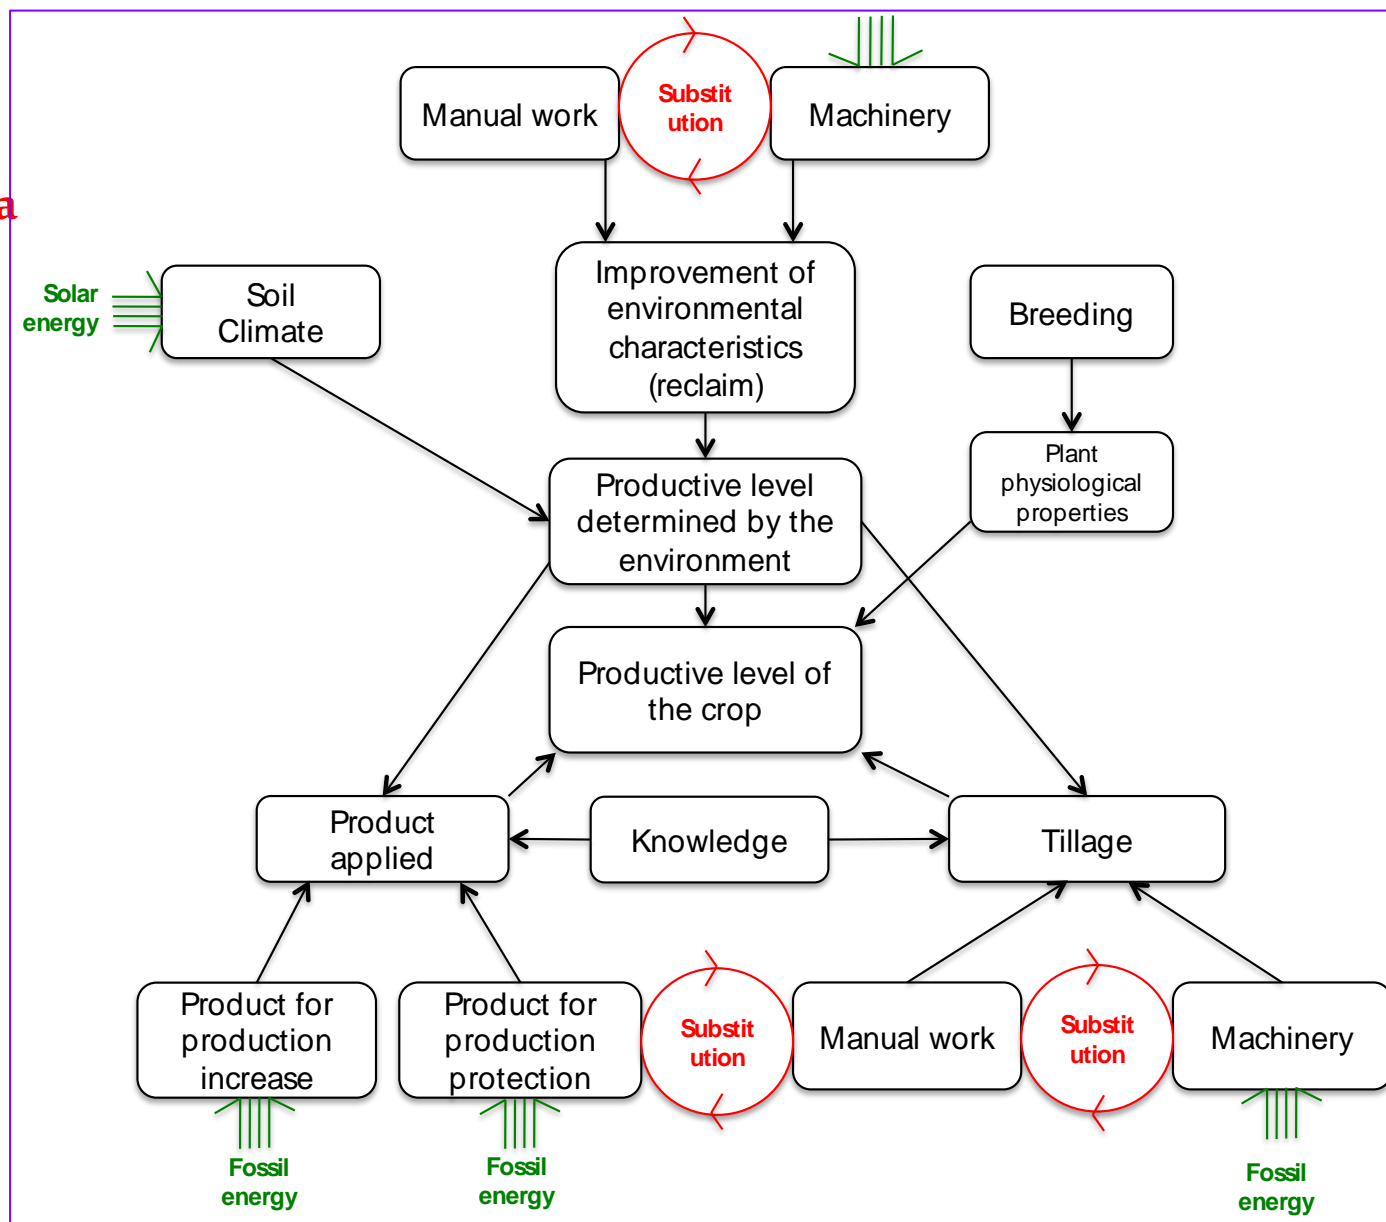 Manual work
Substit
ution
Machinery
a
Solar
energy
Soil
Climate
Improvement of
environmental
characteristics
(reclaim)
Breeding
Plant
physiological
properties
Productive level
determined by the
environment
Productive level of
the crop
Product
applied
Knowledge
Tillage
Product for
production
increase
Product for
production
protection
Substit
ution
Manual work
Substit
ution
Machinery
Fossil
energy
Fossil
energy
Fossil
energy